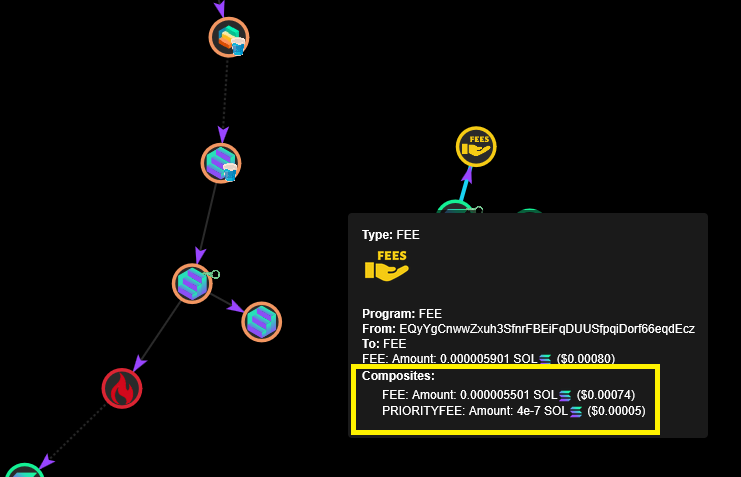 FEES
Type: FEE
FEES
Program: FEE
From: EQyYgCnwwZxuh3SfnrFBEiFqDUUSfpqiDorf66eqdEcz
To: FEE
FEE: Amount: 0.000005901 SOL ($0.00080)
Composites:
FEE: Amount: 0.000005501 SOL ($0.00074)
PRIORITYFEE: Amount: 4e-7 SOL ($0.00005)